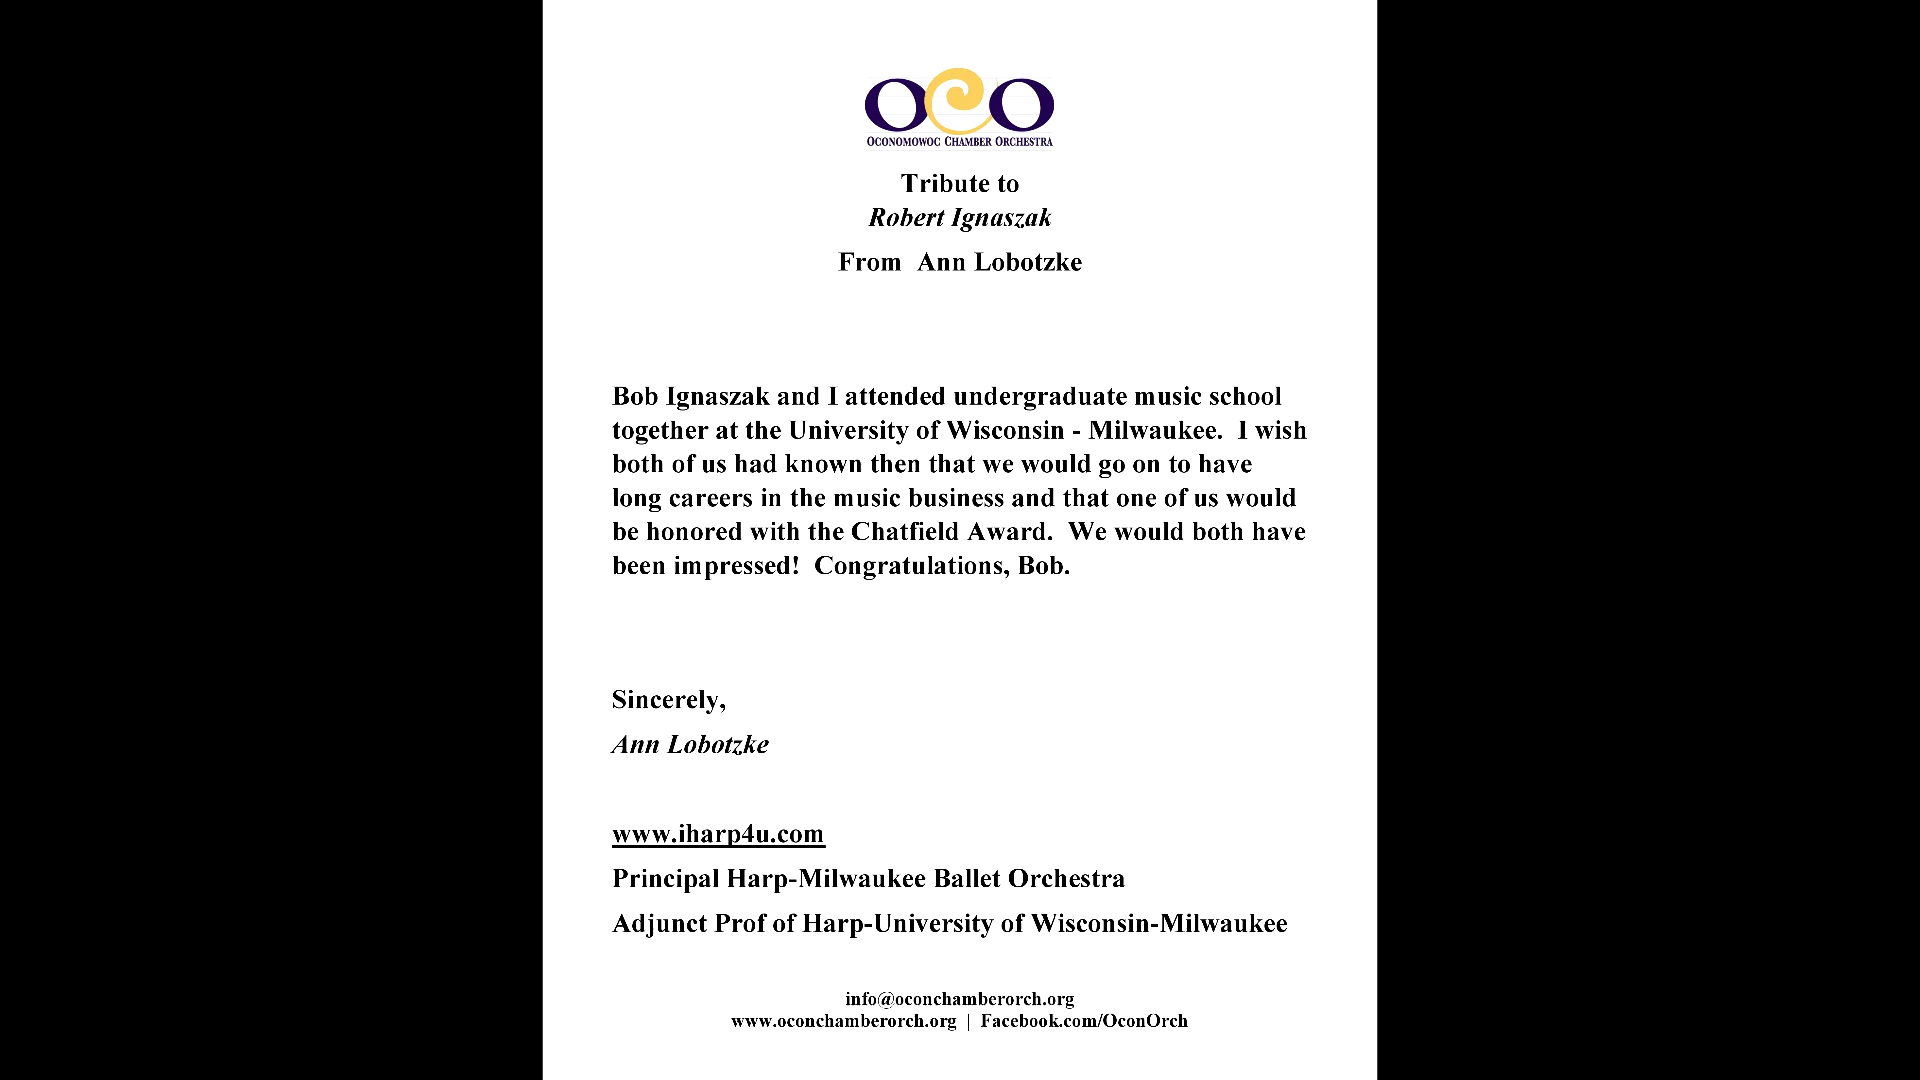 OCO
OCONOMOWOC CHAMBER ORCHESTRA
Tribute to
Robert Ignaszak
From  Ann Lobotzke
Bob Ignaszak and I attended undergraduate music school
together at the University of Wisconsin - Milwaukee.  I wish
both of us had known then that we would go on to have
long careers in the music business and that one of us would
be honored with the Chatfield Award.  We would both have
been impressed!  Congratulations, Bob.
Sincerely,
Ann Lobotzke
www.iharp4u.com
Principal Harp-Milwaukee Ballet Orchestra
Adjunct Prof of Harp-University of Wisconsin-Milwaukee
info@oconchamberorch.org
www.oconchamberorch.org  |  Facebook.com/OconOrch